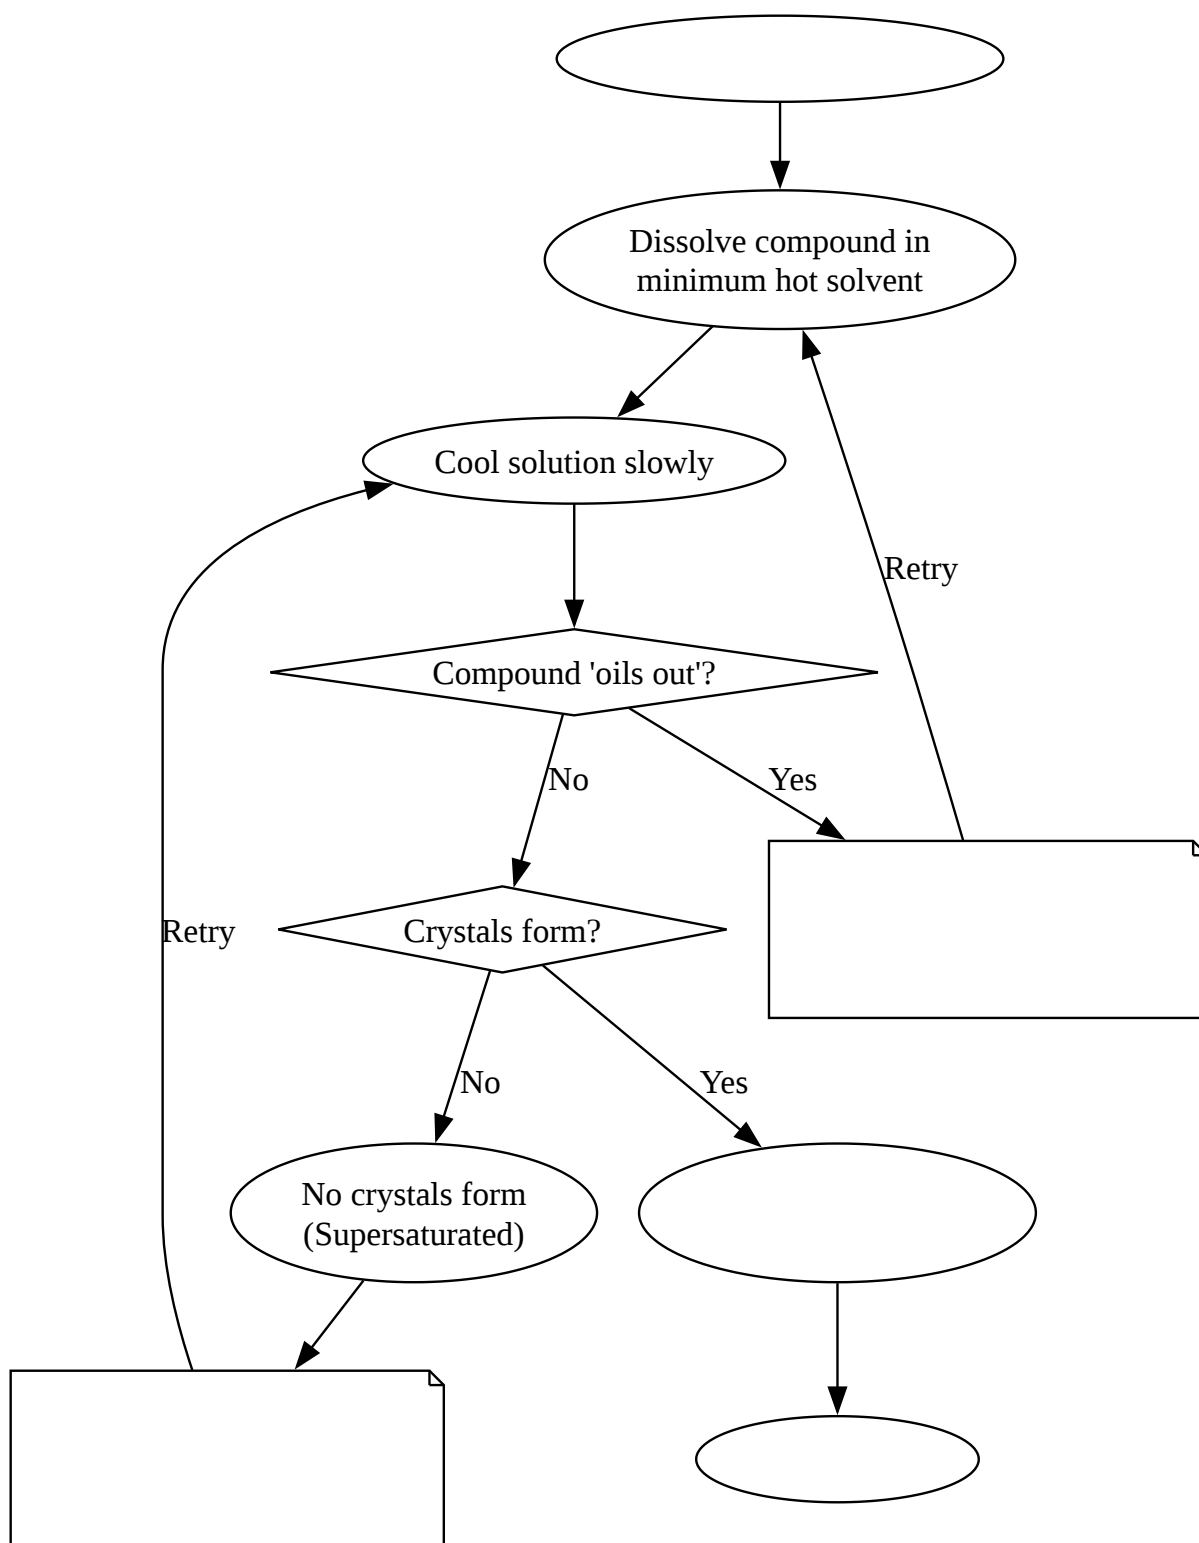 Dissolve compound in
minimum hot solvent
Cool solution slowly
Retry
Compound 'oils out'?
No
Yes
Retry
Crystals form?
No
Yes
No crystals form
(Supersaturated)